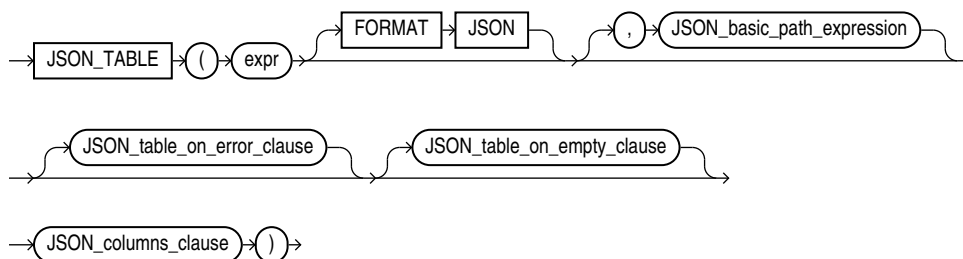 FORMAT JSON , JSON_basic_path_expression
JSON_TABLE ( expr
JSON_table_on_error_clause JSON_table_on_empty_clause
JSON_columns_clause )